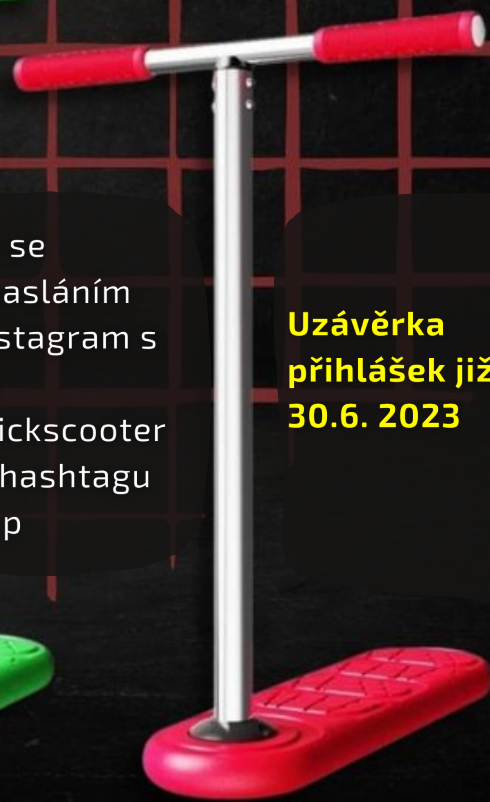 se
asláním
stagram s
ickscooter
hashtagu
p
Uzávěrka
přihlášek již
30.6. 2023